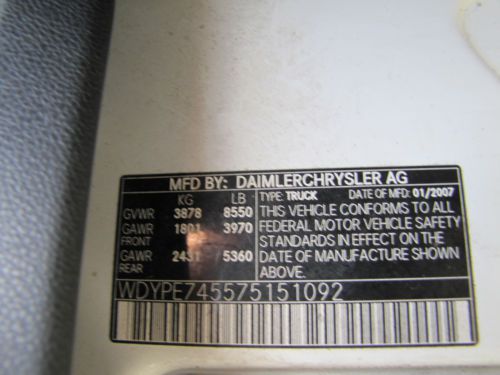 MFD BY: DAIMLERCHRYSLER AG
KG LB TYPE: TRUCK DATE OF MFD: 01/2007
GVWR 3878 8550 THIS VEHICLE CONFORMS TO ALL
GAWR 1801 3970 FEDERAL MOTOR VEHICLE SAFETY
FRONT STANDARDS IN EFFECT ON THE
GAWR 2431 5360 DATE OF MANUFACTURE SHOWN
REAR ABOVE.
WDYPE745575151092